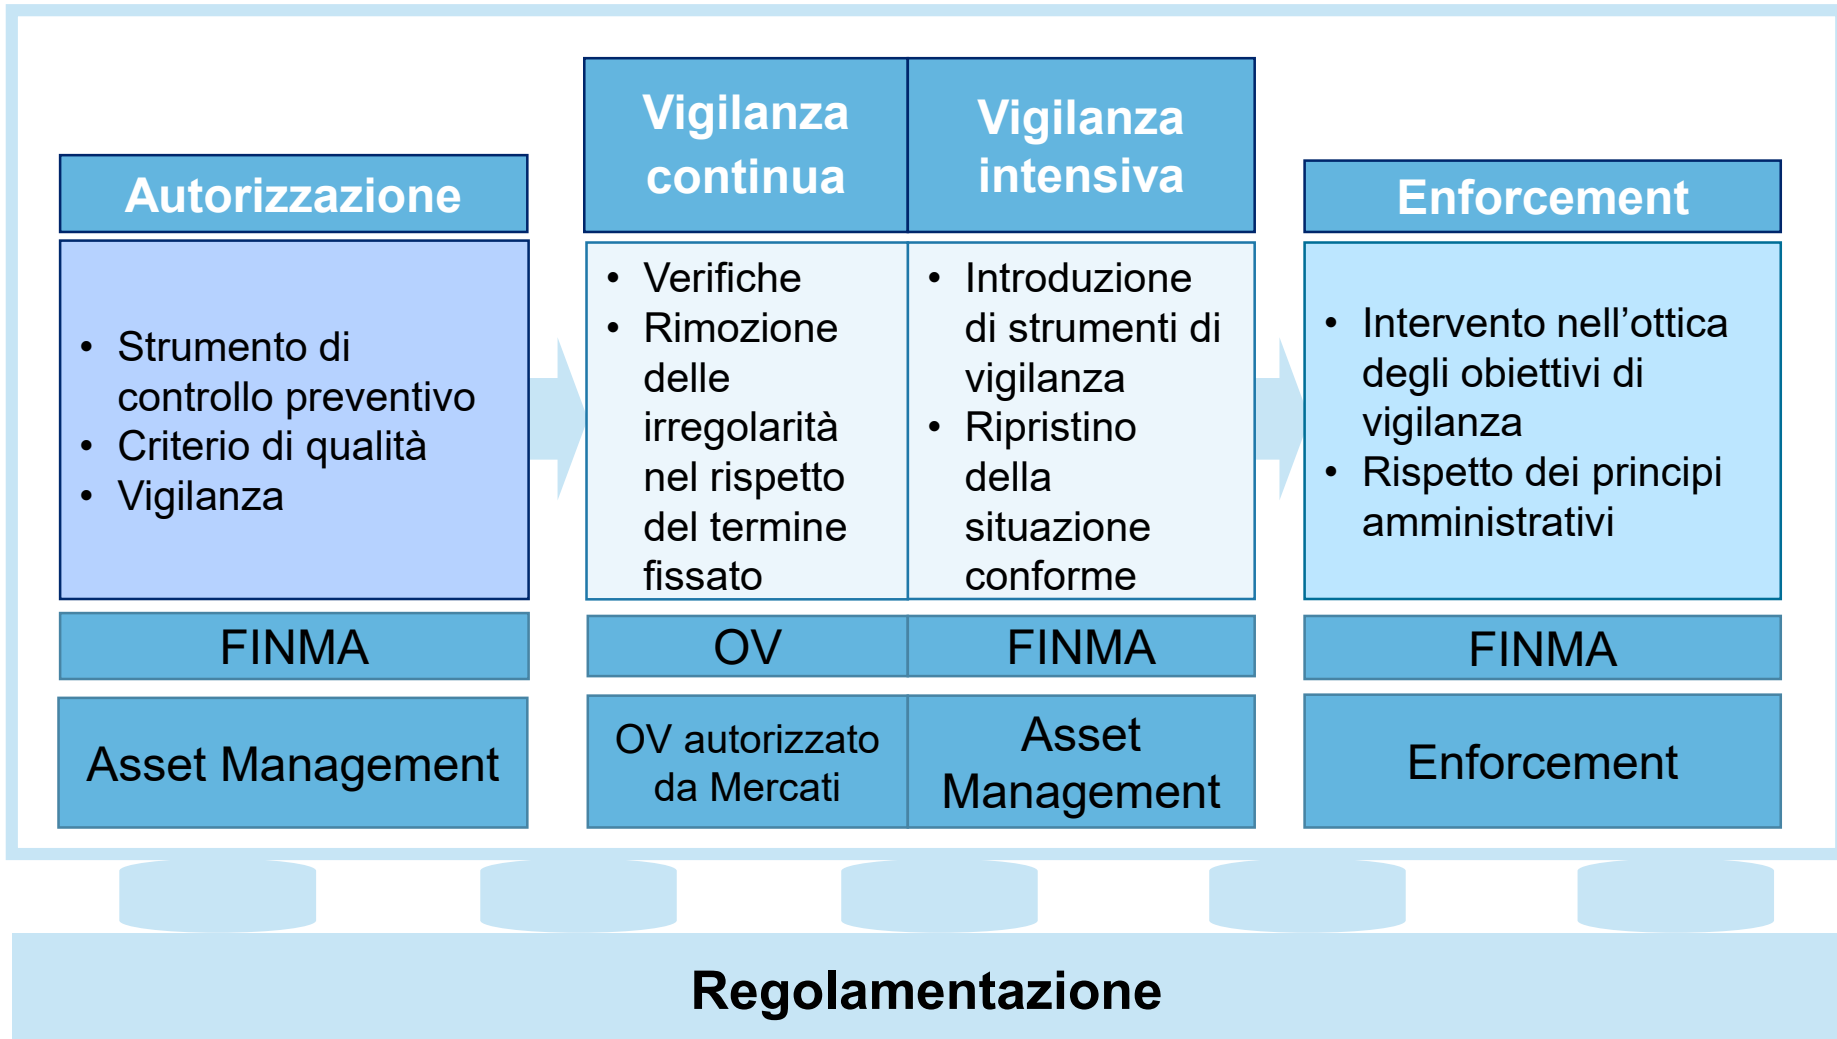 Autorizzazione
• Strumento di
controllo preventivo
• Criterio di qualità
• Vigilanza
FINMA
Asset Management
Vigilanza
continua
• Verifiche
• Rimozione
delle
irregolarità
nel rispetto
del termine
fissato
OV
OV autorizzato
da Mercati
Vigilanza
intensiva
• Introduzione
di strumenti di
vigilanza
• Ripristino
della
situazione
conforme
FINMA
Asset
Management
Enforcement
• Intervento nell’ottica
degli obiettivi di
vigilanza
• Rispetto dei principi
amministrativi
FINMA
Enforcement
Regolamentazione